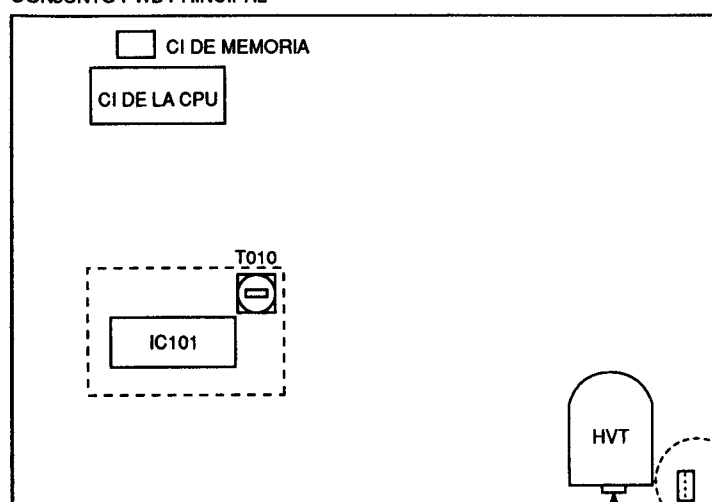 CI DE MEMORIA
CI DE LA CPU
T010
IC101
HVT